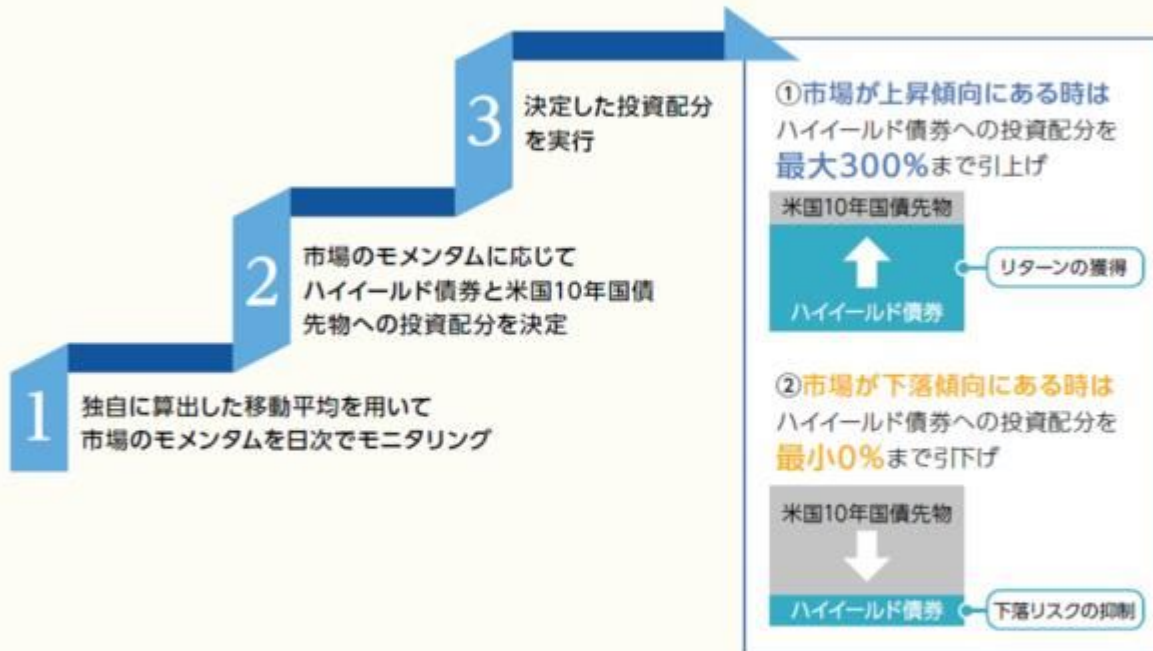 1
独自に算出した移動平均を用いて
市場のモメンタムを日次でモニタリング
2
市場のモメンタムに応じて
ハイイールド債券と米国10年国債
先物への投資配分を決定
3
決定した投資配分
を実行
①市場が上昇傾向にある時は
ハイイールド債券への投資配分を
最大300%まで引上げ
米国10年国債先物
ハイイールド債券
リターンの獲得
②市場が下落傾向にある時は
ハイイールド債券への投資配分を
最小0%まで引下げ
米国10年国債先物
ハイイールド債券
下落リスクの抑制